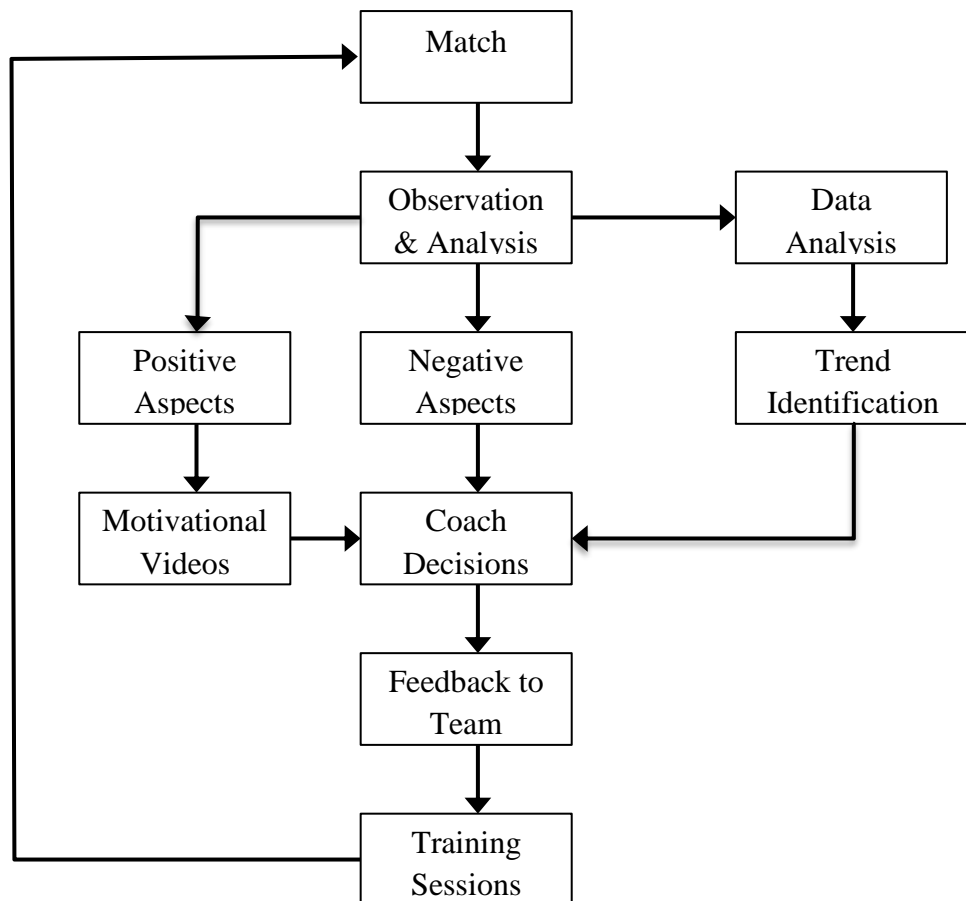 Match
Observation
& Analysis
Data
Analysis
Positive
Aspects
Negative
Aspects
Trend
Identification
Motivational
Videos
Coach
Decisions
Feedback to
Team
Training
Sessions